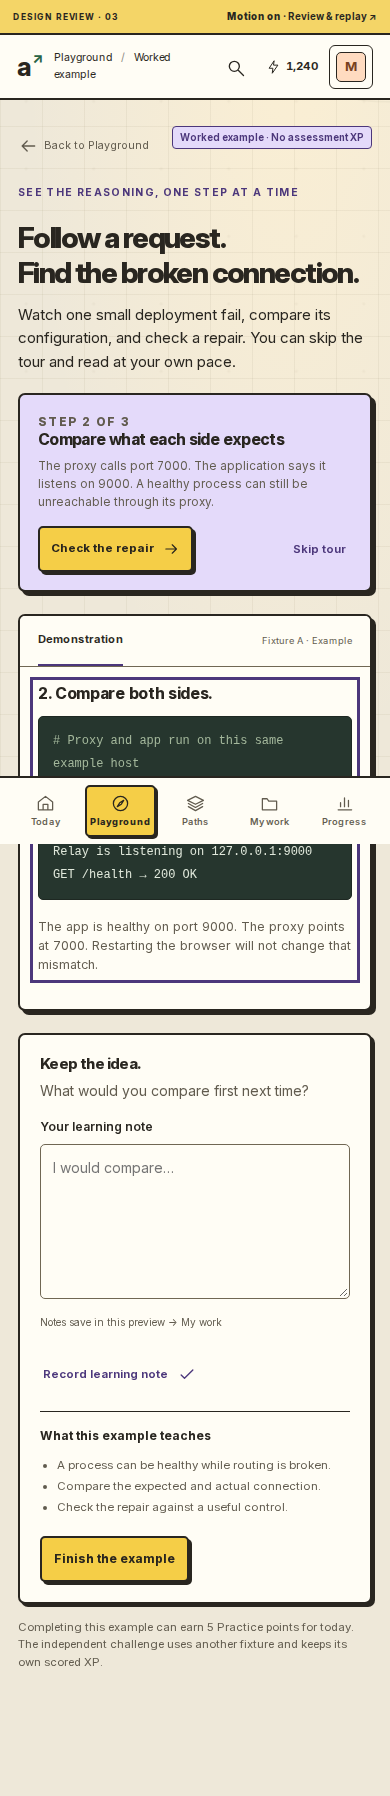 DESIGN REVIEW · 03
Motion on · Review & replay ↗
a↗
Playground / Worked
example
1,240
M
← Back to Playground
Worked example · No assessment XP
SEE THE REASONING, ONE STEP AT A TIME
Follow a request.
Find the broken connection.
Watch one small deployment fail, compare its
configuration, and check a repair. You can skip the
tour and read at your own pace.
STEP 2 OF 3
Compare what each side expects
The proxy calls port 7000. The application says it
listens on 9000. A healthy process can still be
unreachable through its proxy.
Check the repair →
Skip tour
Demonstration
Fixture A · Example
2. Compare both sides.
# Proxy and app run on this same
example host
Today
Playground
Paths
My work
Progress
Relay is listening on 127.0.0.1:9000
GET /health → 200 OK
The app is healthy on port 9000. The proxy points
at 7000. Restarting the browser will not change that
mismatch.
Keep the idea.
What would you compare first next time?
Your learning note
I would compare…
Notes save in this preview → My work
Record learning note ✓
What this example teaches
• A process can be healthy while routing is broken.
• Compare the expected and actual connection.
• Check the repair against a useful control.
Finish the example
Completing this example can earn 5 Practice points for today.
The independent challenge uses another fixture and keeps its
own scored XP.